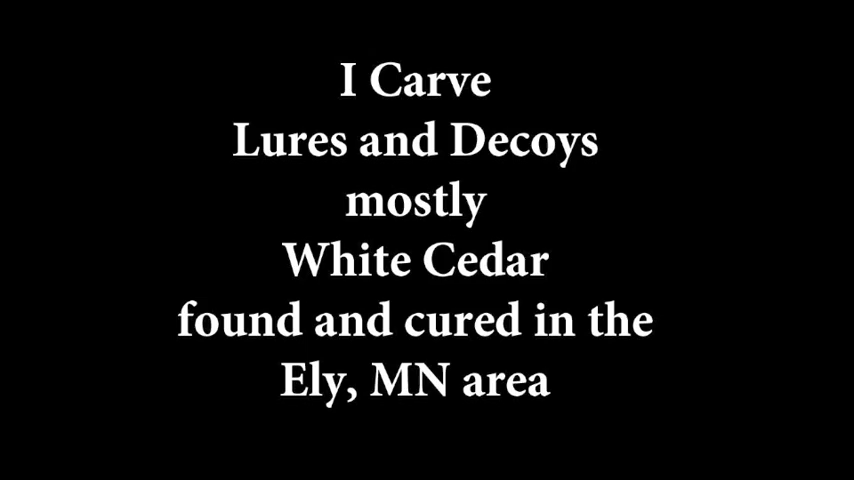 I Carve
Lures and Decoys
mostly
White Cedar
found and cured in the
Ely, MN area